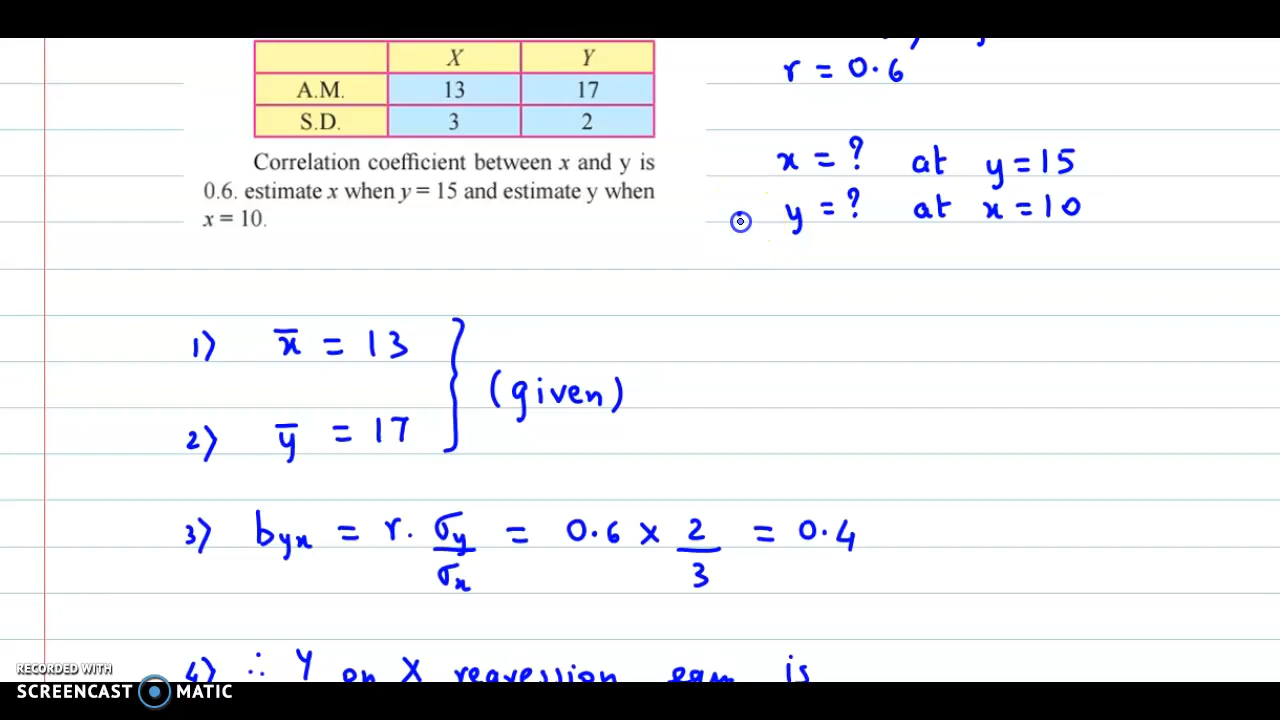 X Y
A.M. 13 17
S.D. 3 2
Correlation coefficient between x and y is
0.6. estimate x when y = 15 and estimate y when
x = 10.
r = 0.6
x = ? at y = 15
y = ? at x = 10
1) x̄ = 13
(given)
2) ȳ = 17
3) byx = r. σy/σx = 0.6 × 2/3 = 0.4
4) ∴ Y on X regression eqn is
RECORDED WITH
SCREENCAST MATIC